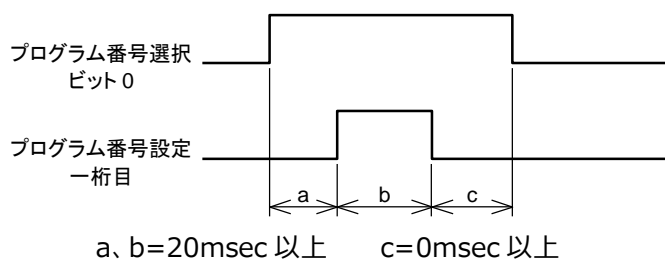 プログラム番号選択
ビット0
プログラム番号設定
一桁目
a b c
a、b=20msec 以上 c=0msec 以上